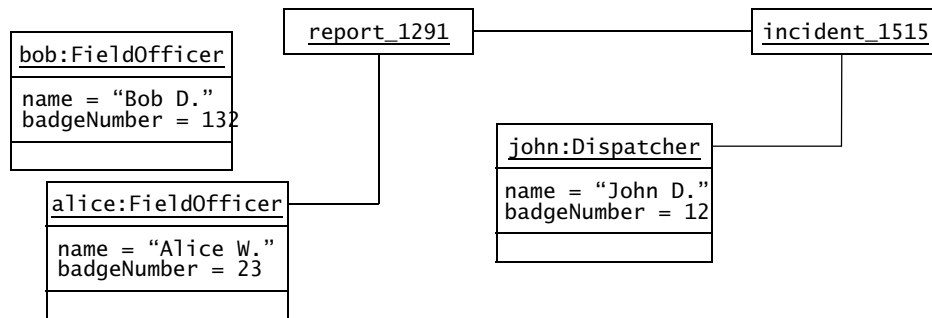 report_1291
incident_1515
bob:FieldOfficer
name = “Bob D.”
badgeNumber = 132
john:Dispatcher
name = “John D.”
badgeNumber = 12
alice:FieldOfficer
name = “Alice W.”
badgeNumber = 23